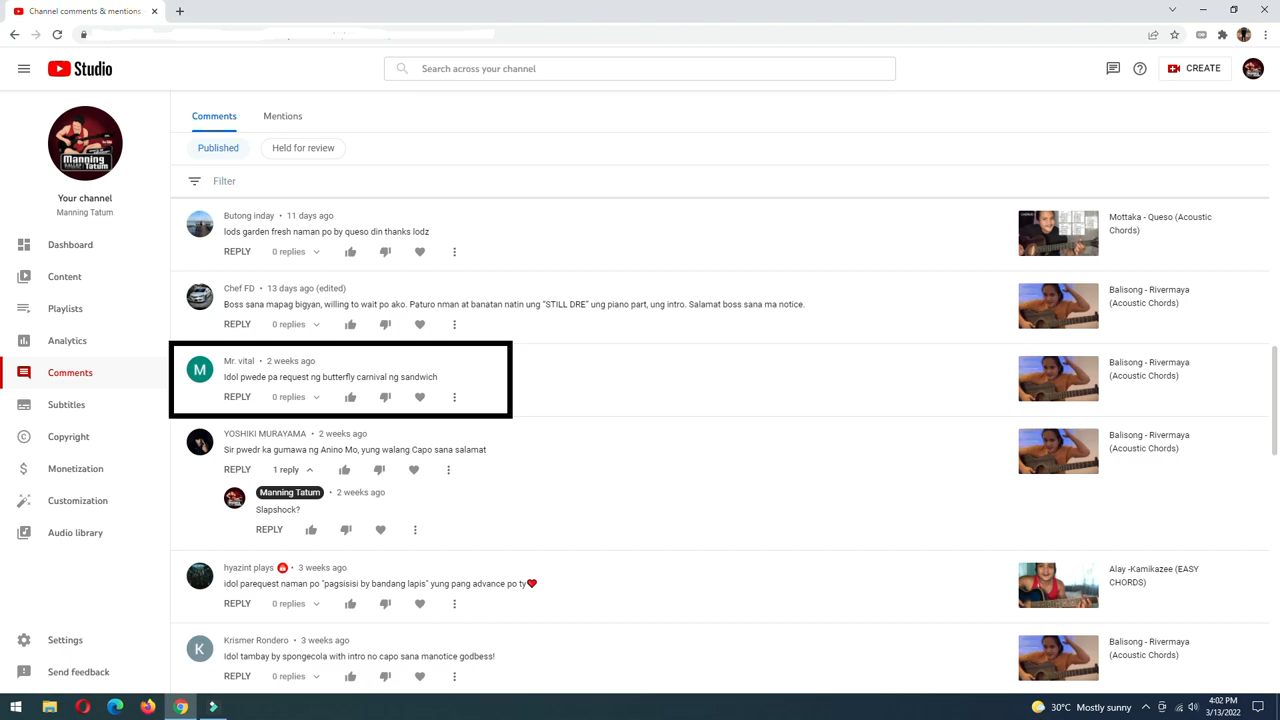 Channel comments & mentions
Studio
Search across your channel
CREATE
Manning
Tatum
Your channel
Manning Tatum
Dashboard
Content
Playlists
Analytics
Comments
Subtitles
Copyright
Monetization
Customization
Audio library
Settings
Send feedback
Comments
Mentions
Published
Held for review
Filter
Butong inday • 11 days ago
lods garden fresh naman po by queso din thanks lodz
REPLY 0 replies
Mottaka - Queso (Acoustic
Chords)
Chef FD • 13 days ago (edited)
Boss sana mapag bigyan, willing to wait po ako. Paturo nman at banatan natin ung "STILL DRE" ung piano part, ung intro. Salamat boss sana ma notice.
REPLY 0 replies
Balisong - Rivermaya
(Acoustic Chords)
M
Mr. vital • 2 weeks ago
Idol pwede pa request ng butterfly carnival ng sandwich
REPLY 0 replies
Balisong - Rivermaya
(Acoustic Chords)
YOSHIKI MURAYAMA • 2 weeks ago
Sir pwedr ka gumawa ng Anino Mo, yung walang Capo sana salamat
REPLY 1 reply
Balisong - Rivermaya
(Acoustic Chords)
Manning Tatum • 2 weeks ago
Slapshock?
REPLY
hyazint plays • 3 weeks ago
idol parequest naman po "pagsisisi by bandang lapis" yung pang advance po ty❤
REPLY 0 replies
Alay -Kamikazee (EASY
CHORDS)
K
Krismer Rondero • 3 weeks ago
Idol tambay by spongecola with intro no capo sana manotice godbess!
REPLY 0 replies
Balisong - Rivermaya
(Acoustic Chords)
30°C Mostly sunny
4:02 PM
3/13/2022